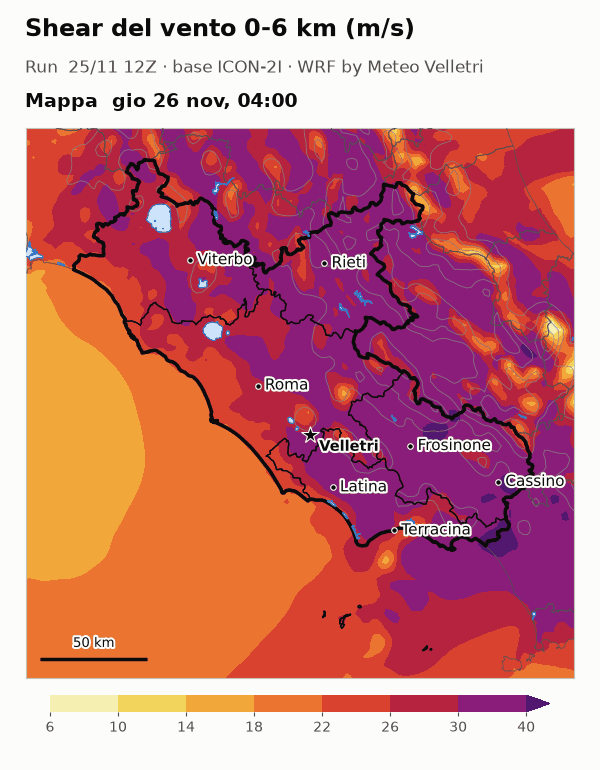 Shear del vento 0-6 km (m/s)
Run  25/11 12Z · base ICON-2I · WRF by Meteo Velletri
Mappa  gio 26 nov, 04:00
Viterbo
Rieti
Roma
Velletri
Frosinone
Cassino
Latina
Terracina
50 km
6 10 14 18 22 26 30 40